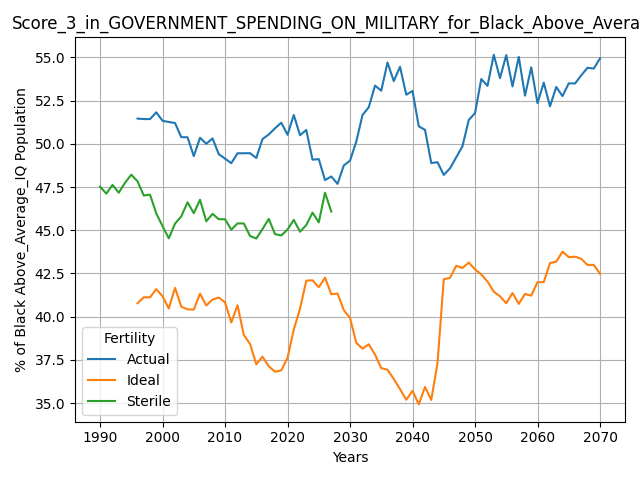 Score_3_in_GOVERNMENT_SPENDING_ON_MILITARY_for_Black_Above_Avera
% of Black Above_Average_IQ Population
55.0
52.5
50.0
47.5
45.0
42.5
40.0
37.5
35.0
Fertility
Actual
Ideal
Sterile
1990 2000 2010 2020 2030 2040 2050 2060 2070
Years